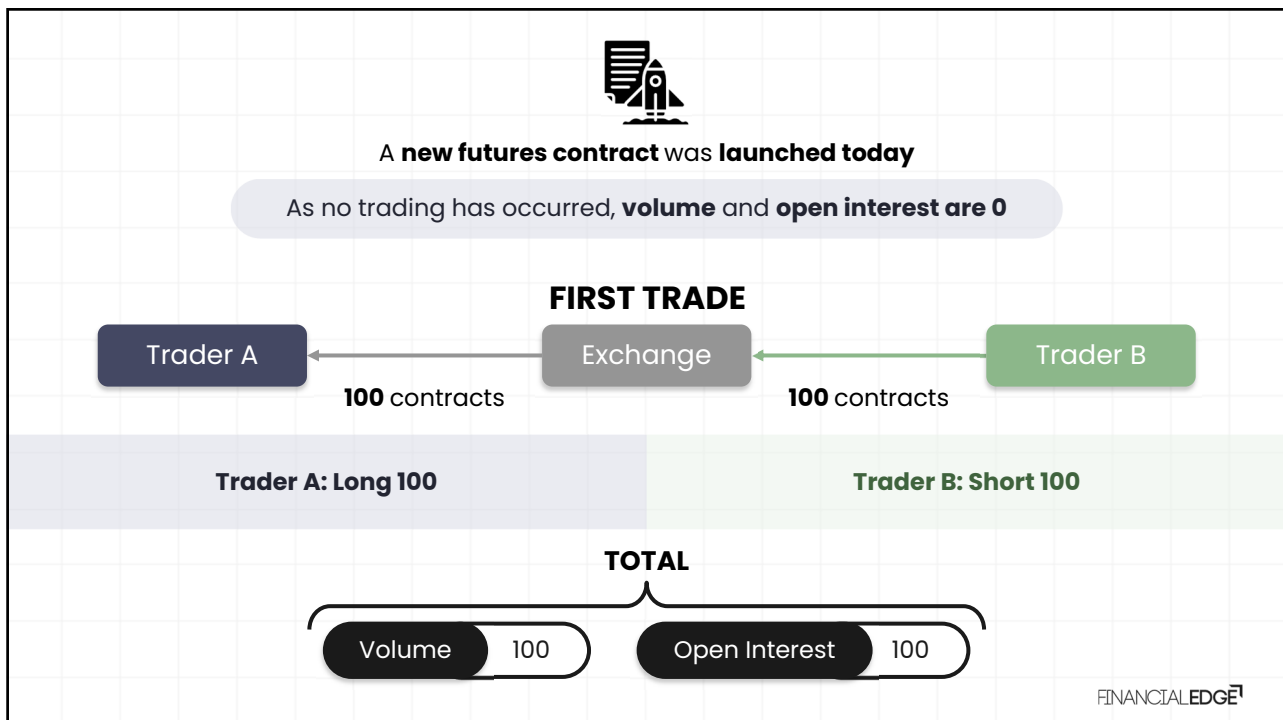 A new futures contract was launched today
As no trading has occurred, volume and open interest are 0
FIRST TRADE
Trader A
Exchange
Trader B
100 contracts
100 contracts
Trader A: Long 100
Trader B: Short 100
TOTAL
Volume 100
Open Interest 100
FINANCIALEDGE